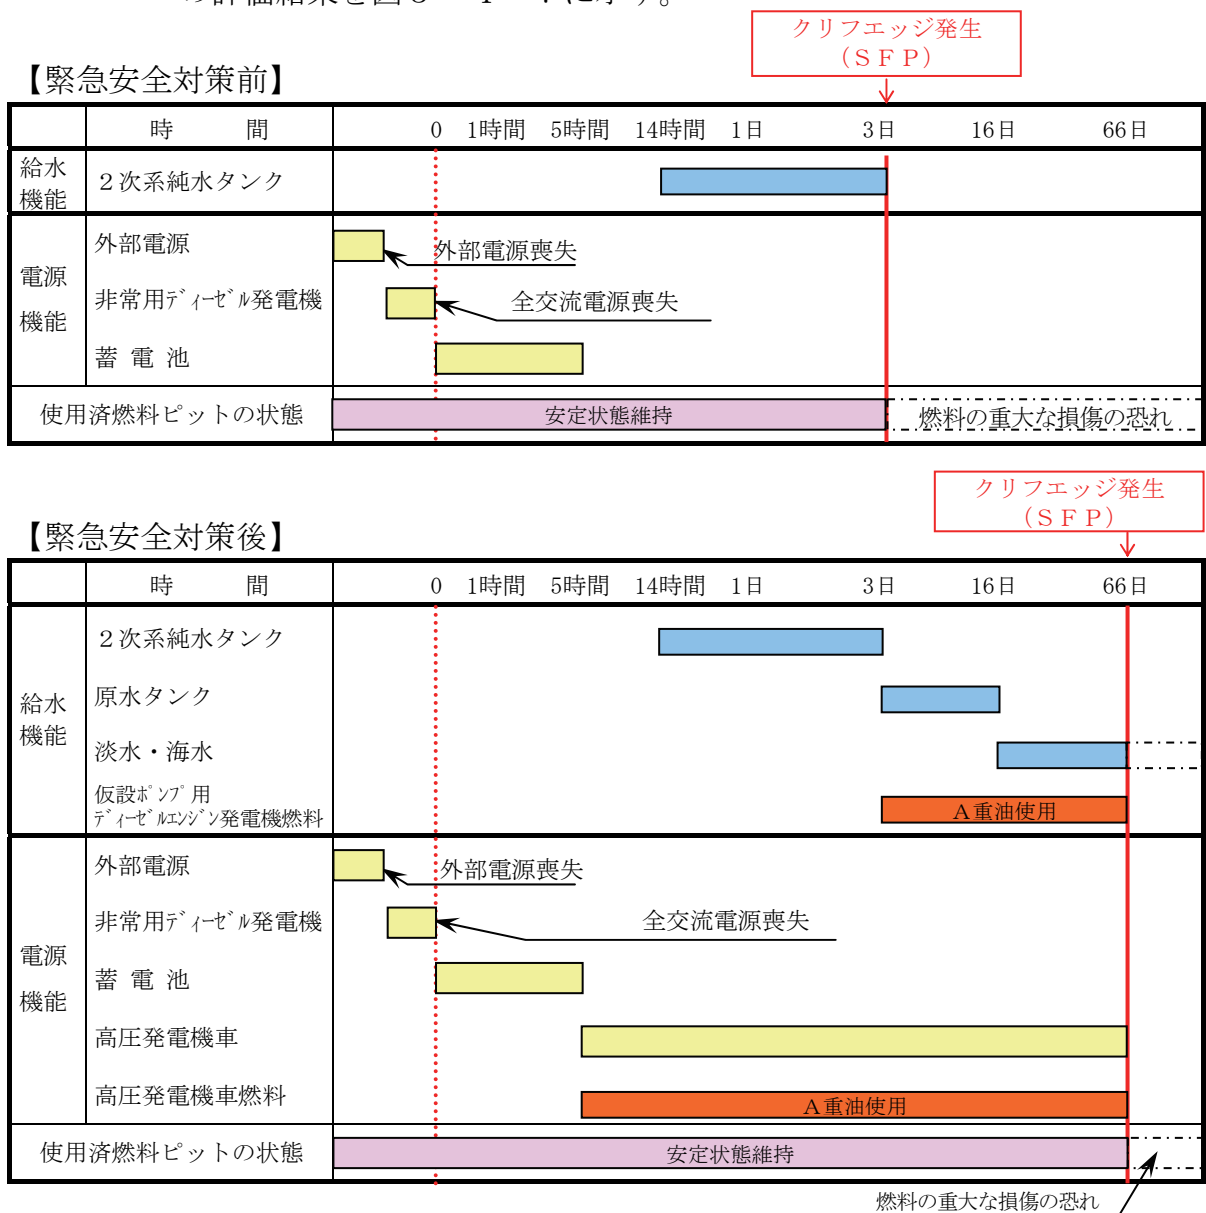 の評価結果を図５－１－
に示す。
クリフエッジ発生
（ＳＦＰ）
【緊急安全対策前】
時　間 0 1時間 5時間 14時間 1日 3日 16日 66日
給水
機能
２次系純水タンク
電源
機能
外部電源
外部電源喪失
非常用ﾃﾞｨｰｾﾞﾙ発電機
全交流電源喪失
蓄 電 池
使用済燃料ピットの状態
安定状態維持
燃料の重大な損傷の恐れ
クリフエッジ発生
（ＳＦＰ）
【緊急安全対策後】
時　間 0 1時間 5時間 14時間 1日 3日 16日 66日
給水
機能
２次系純水タンク
原水タンク
淡水・海水
仮設ﾎﾟﾝﾌﾟ用
ﾃﾞｨｰｾﾞﾙｴﾝｼﾞﾝ発電機燃料
Ａ重油使用
電源
機能
外部電源
外部電源喪失
非常用ﾃﾞｨｰｾﾞﾙ発電機
全交流電源喪失
蓄 電 池
高圧発電機車
高圧発電機車燃料
Ａ重油使用
使用済燃料ピットの状態
安定状態維持
燃料の重大な損傷の恐れ